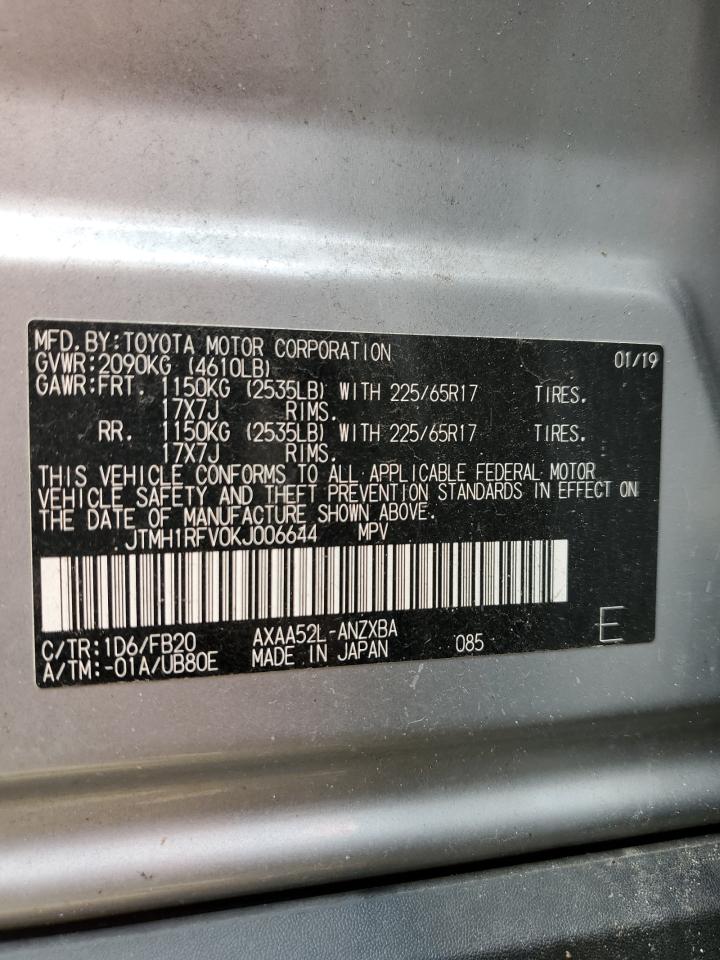 MFD. BY: TOYOTA MOTOR CORPORATION 01/19
GVWR: 2090KG (4610LB)
GAWR: FRT. 1150KG (2535LB) WITH 225/65R17 TIRES.
17X7J RIMS.
RR. 1150KG (2535LB) WITH 225/65R17 TIRES.
17X7J RIMS.
THIS VEHICLE CONFORMS TO ALL APPLICABLE FEDERAL MOTOR
VEHICLE SAFETY AND THEFT PREVENTION STANDARDS IN EFFECT ON
THE DATE OF MANUFACTURE SHOWN ABOVE.
JTMH1RFV0KJ006644 MPV
C/TR: 1D6/FB20 AXAA52L-ANZXBA
A/TM: -01A/UB80E MADE IN JAPAN 085 E